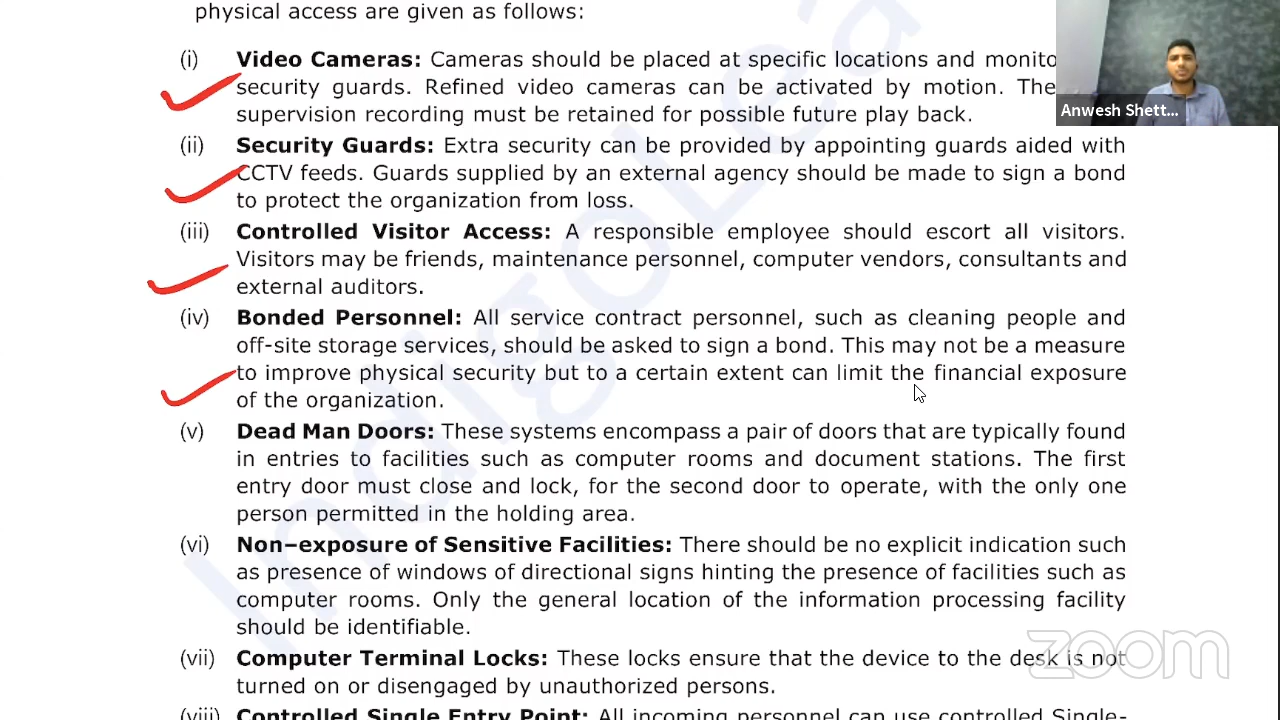 physical access are given as follows:
(i) Video Cameras: Cameras should be placed at specific locations and monito
security guards. Refined video cameras can be activated by motion. The
supervision recording must be retained for possible future play back.
(ii) Security Guards: Extra security can be provided by appointing guards aided with
CCTV feeds. Guards supplied by an external agency should be made to sign a bond
to protect the organization from loss.
(iii) Controlled Visitor Access: A responsible employee should escort all visitors.
Visitors may be friends, maintenance personnel, computer vendors, consultants and
external auditors.
(iv) Bonded Personnel: All service contract personnel, such as cleaning people and
off-site storage services, should be asked to sign a bond. This may not be a measure
to improve physical security but to a certain extent can limit the financial exposure
of the organization.
(v) Dead Man Doors: These systems encompass a pair of doors that are typically found
in entries to facilities such as computer rooms and document stations. The first
entry door must close and lock, for the second door to operate, with the only one
person permitted in the holding area.
(vi) Non–exposure of Sensitive Facilities: There should be no explicit indication such
as presence of windows of directional signs hinting the presence of facilities such as
computer rooms. Only the general location of the information processing facility
should be identifiable.
(vii) Computer Terminal Locks: These locks ensure that the device to the desk is not
turned on or disengaged by unauthorized persons.
(viii) Controlled Single Entry Point: All incoming personnel can use controlled Single-
Anwesh Shett...
IndigoLea
zoom